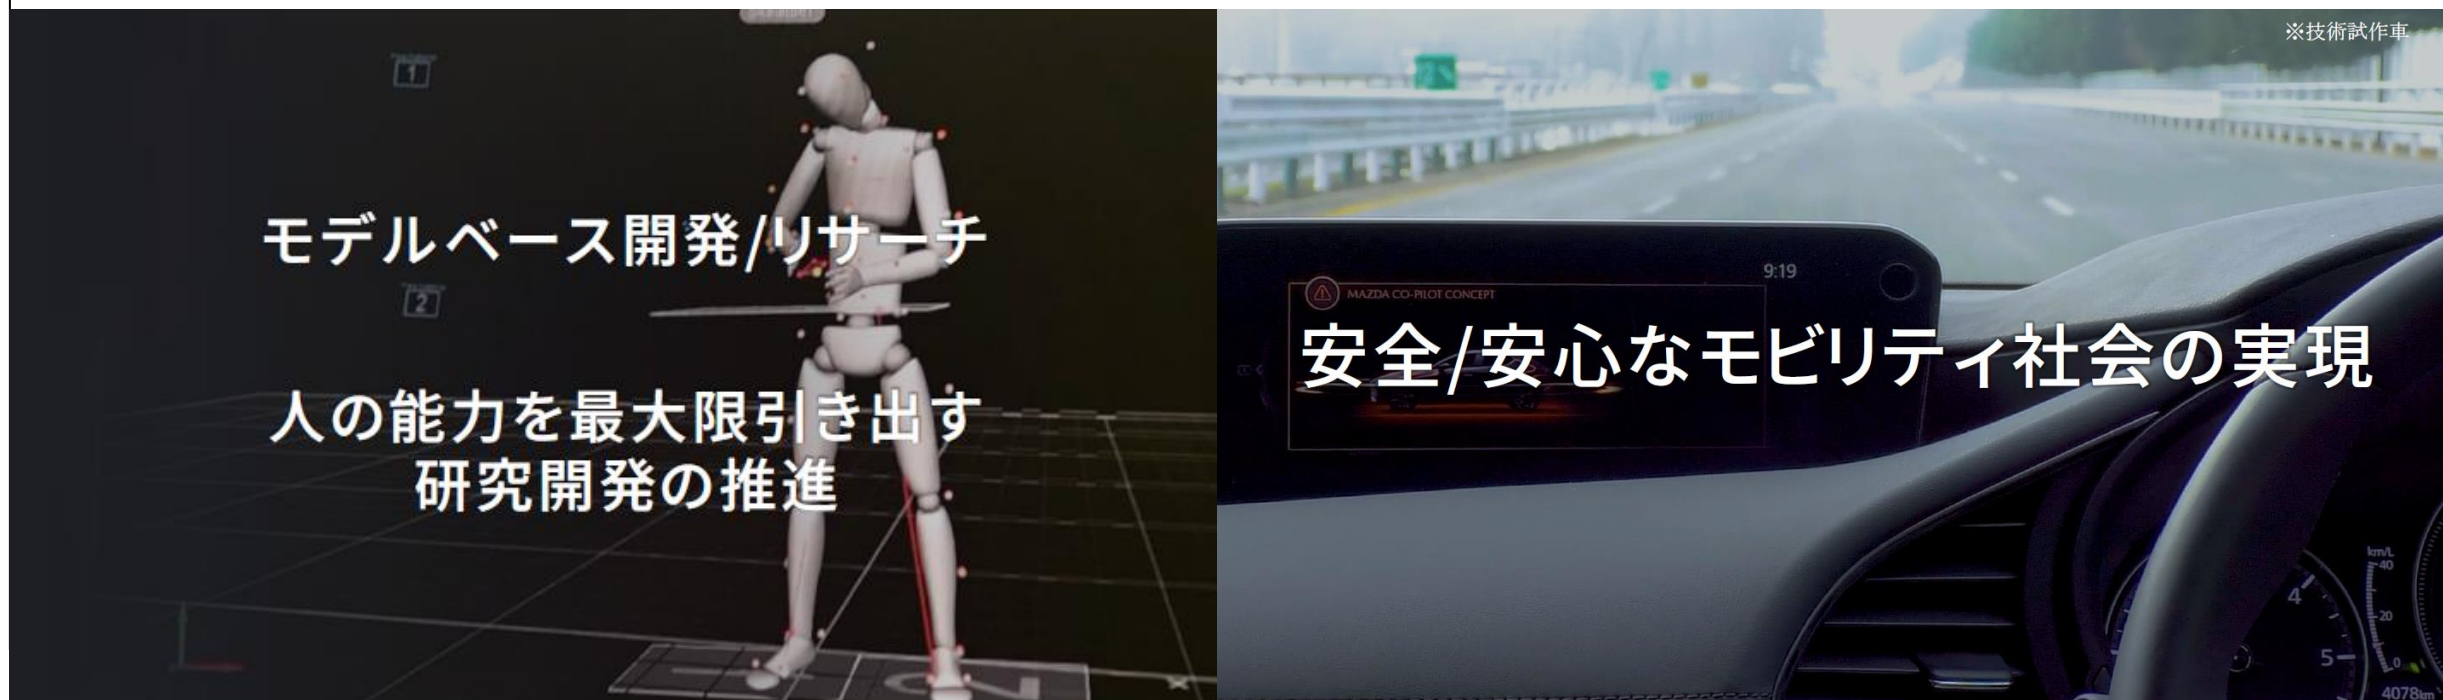 1
モデルベース開発/リサーチ
2
人の能力を最大限引き出す
研究開発の推進
※技術試作車
9:19
MAZDA CO-PILOT CONCEPT
安全/安心なモビリティ社会の実現
km/L
40
20
0
4
5
4078km